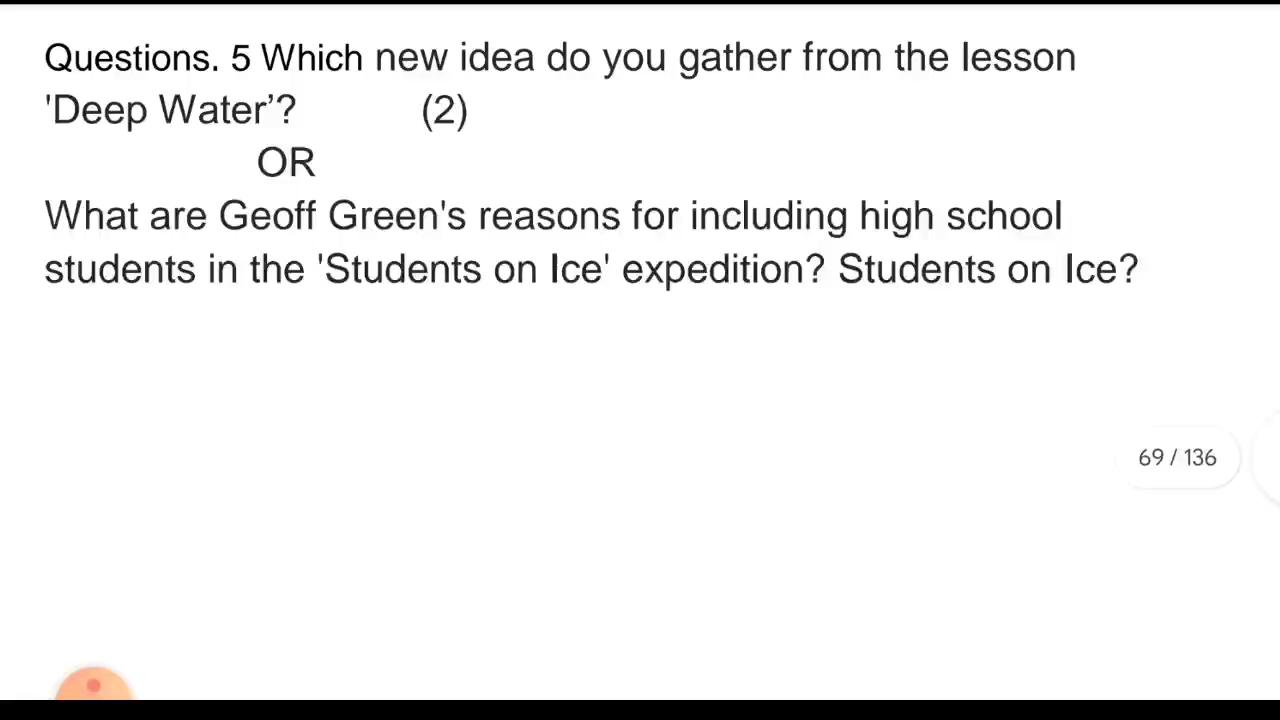 Questions. 5 Which new idea do you gather from the lesson
'Deep Water’? (2)
OR
What are Geoff Green's reasons for including high school
students in the 'Students on Ice' expedition? Students on Ice?
69 / 136